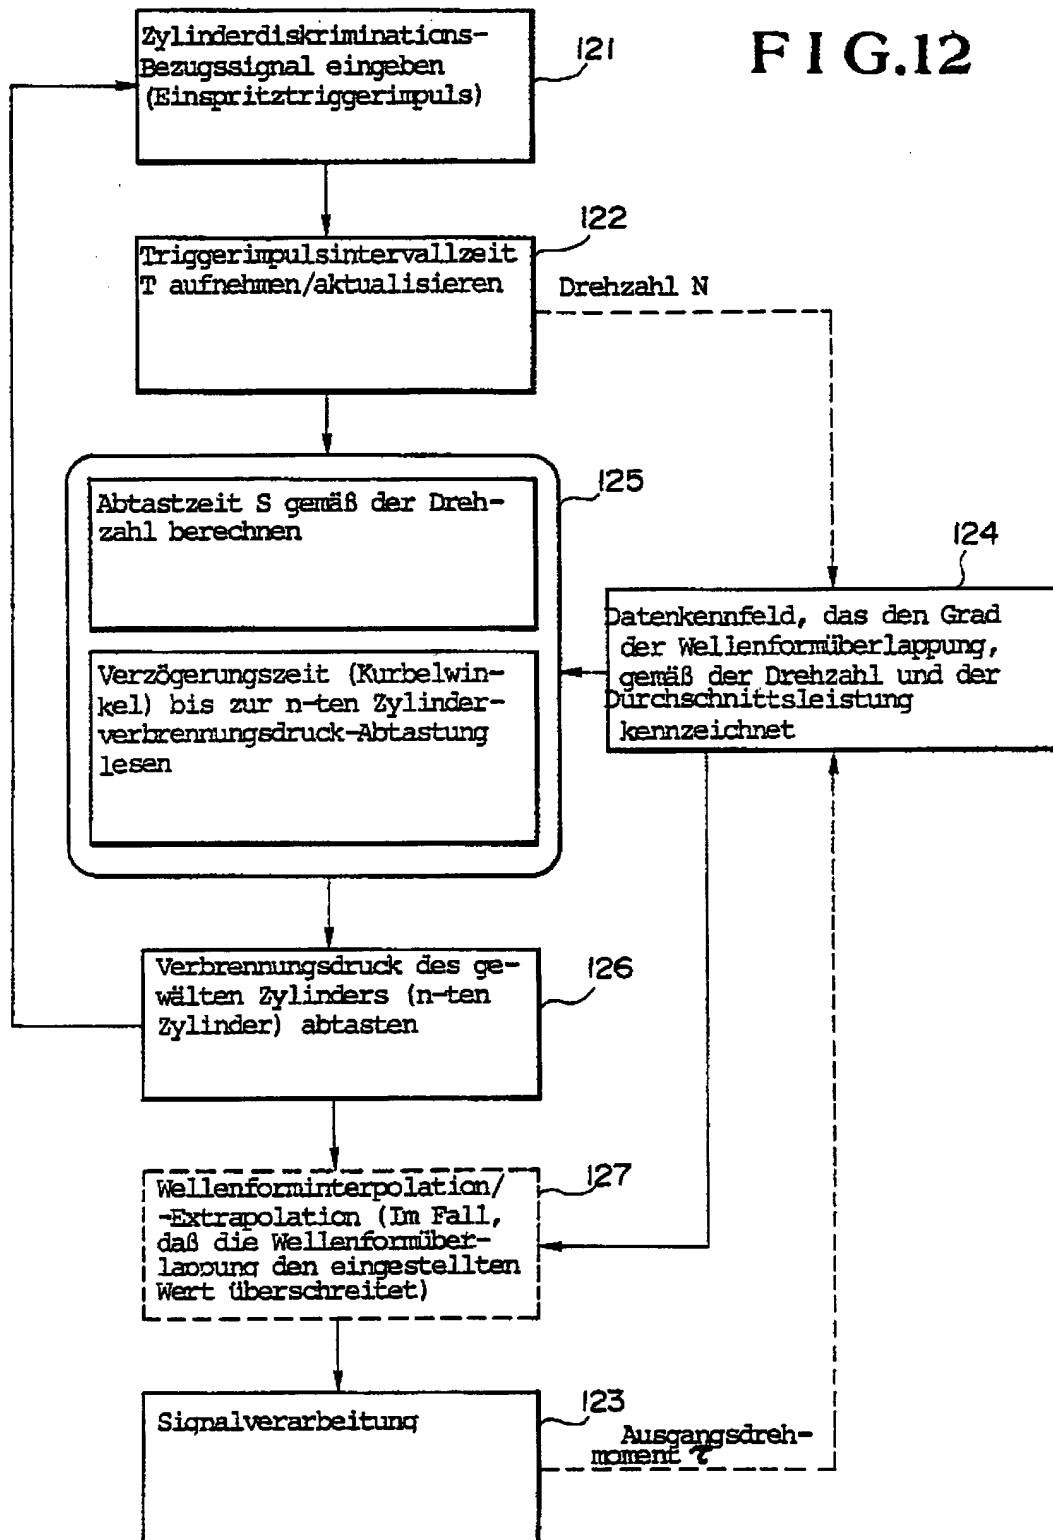 FIG.12
Zylinderdiskriminations-
Bezugssignal eingeben
(Einspritztriggerimpuls)
121
122
Triggerimpulsintervallzeit
T aufnehmen/aktualisieren
Drehzahl N
125
Abtastzeit S gemäß der Dreh-
zahl berechnen
124
Datenkennfeld, das den Grad
der Wellenformüberlappung,
gemäß der Drehzahl und der
Durchschnittsleistung
kennzeichnet
Verzögerungszeit (Kurbelwin-
kel) bis zur n-ten Zylinder-
verbrennungsdruck-Abtastung
lesen
Verbrennungsdruck des ge-
wälten Zylinders (n-ten
Zylinder) abtasten
126
Wellenforminterpolation/
-Extrapolation (Im Fall,
daß die Wellenformüber-
lappung den eingestellten
Wert überschreitet)
127
Signalverarbeitung
123
Ausgangsdreh-
moment τ